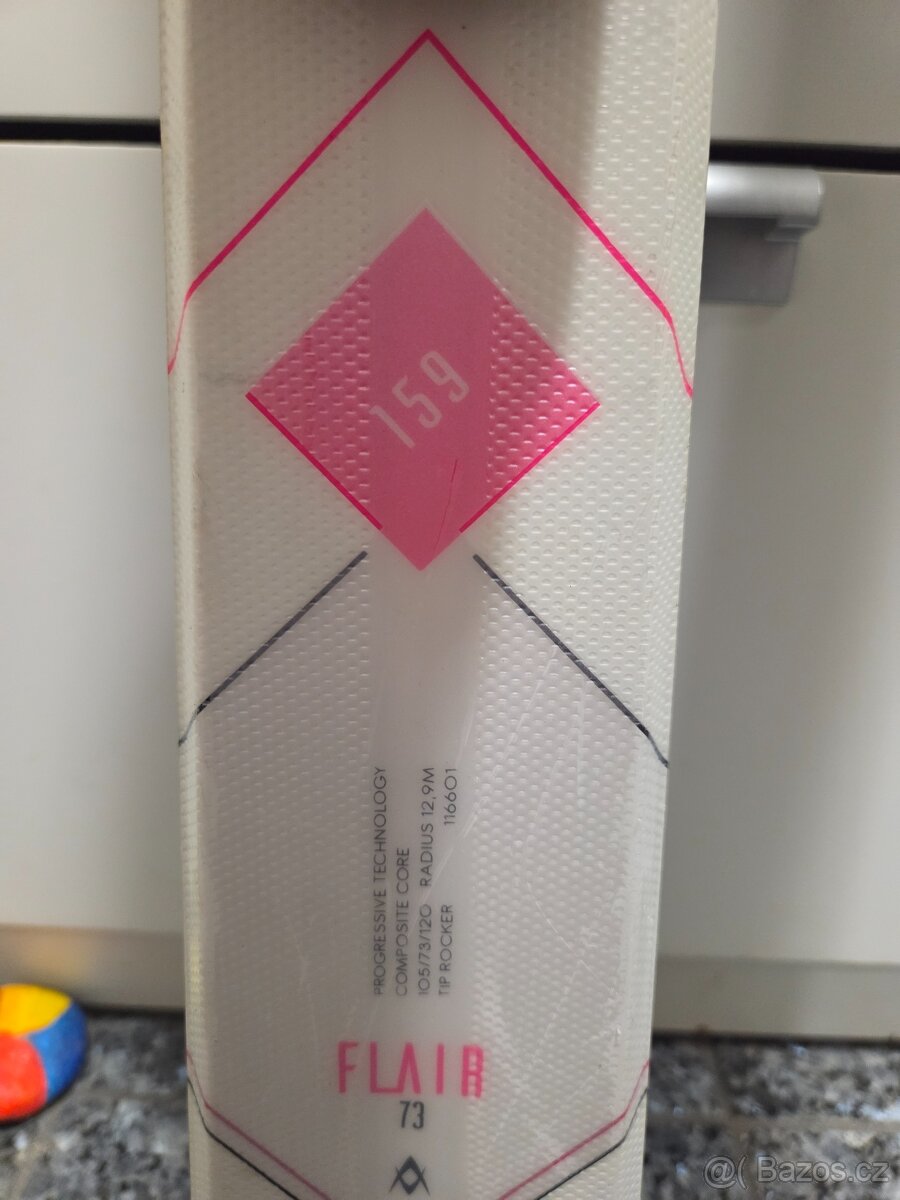 159
PROGRESSIVE TECHNOLOGY
COMPOSITE CORE
105/73/120 RADIUS 12,9M
TIP ROCKER 116601
FLAIR
73
@( Bazos.cz